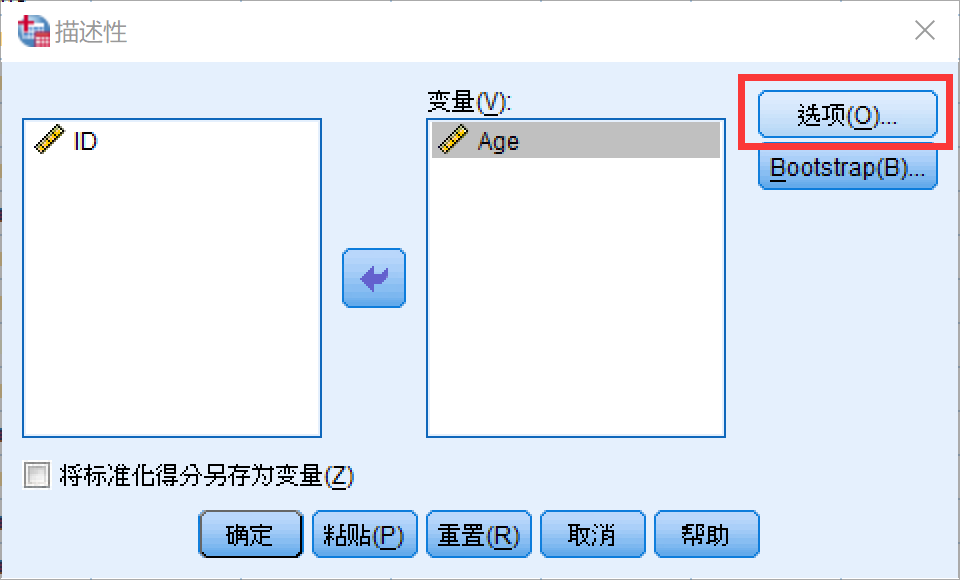 描述性
变量(V):
ID
Age
选项(O)...
Bootstrap(B)...
将标准化得分另存为变量(Z)
确定
粘贴(P)
重置(R)
取消
帮助